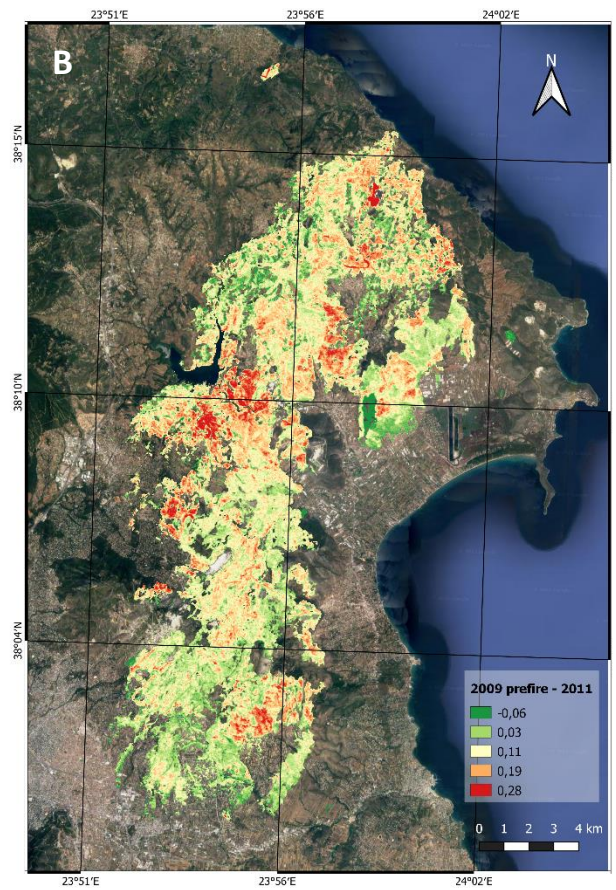 23°51'E 23°56'E 24°02'E
B
N
38°15'N
38°10'N
38°04'N
2009 prefire - 2011
-0,06
0,03
0,11
0,19
0,28
0 1 2 3 4 km
23°51'E 23°56'E 24°02'E